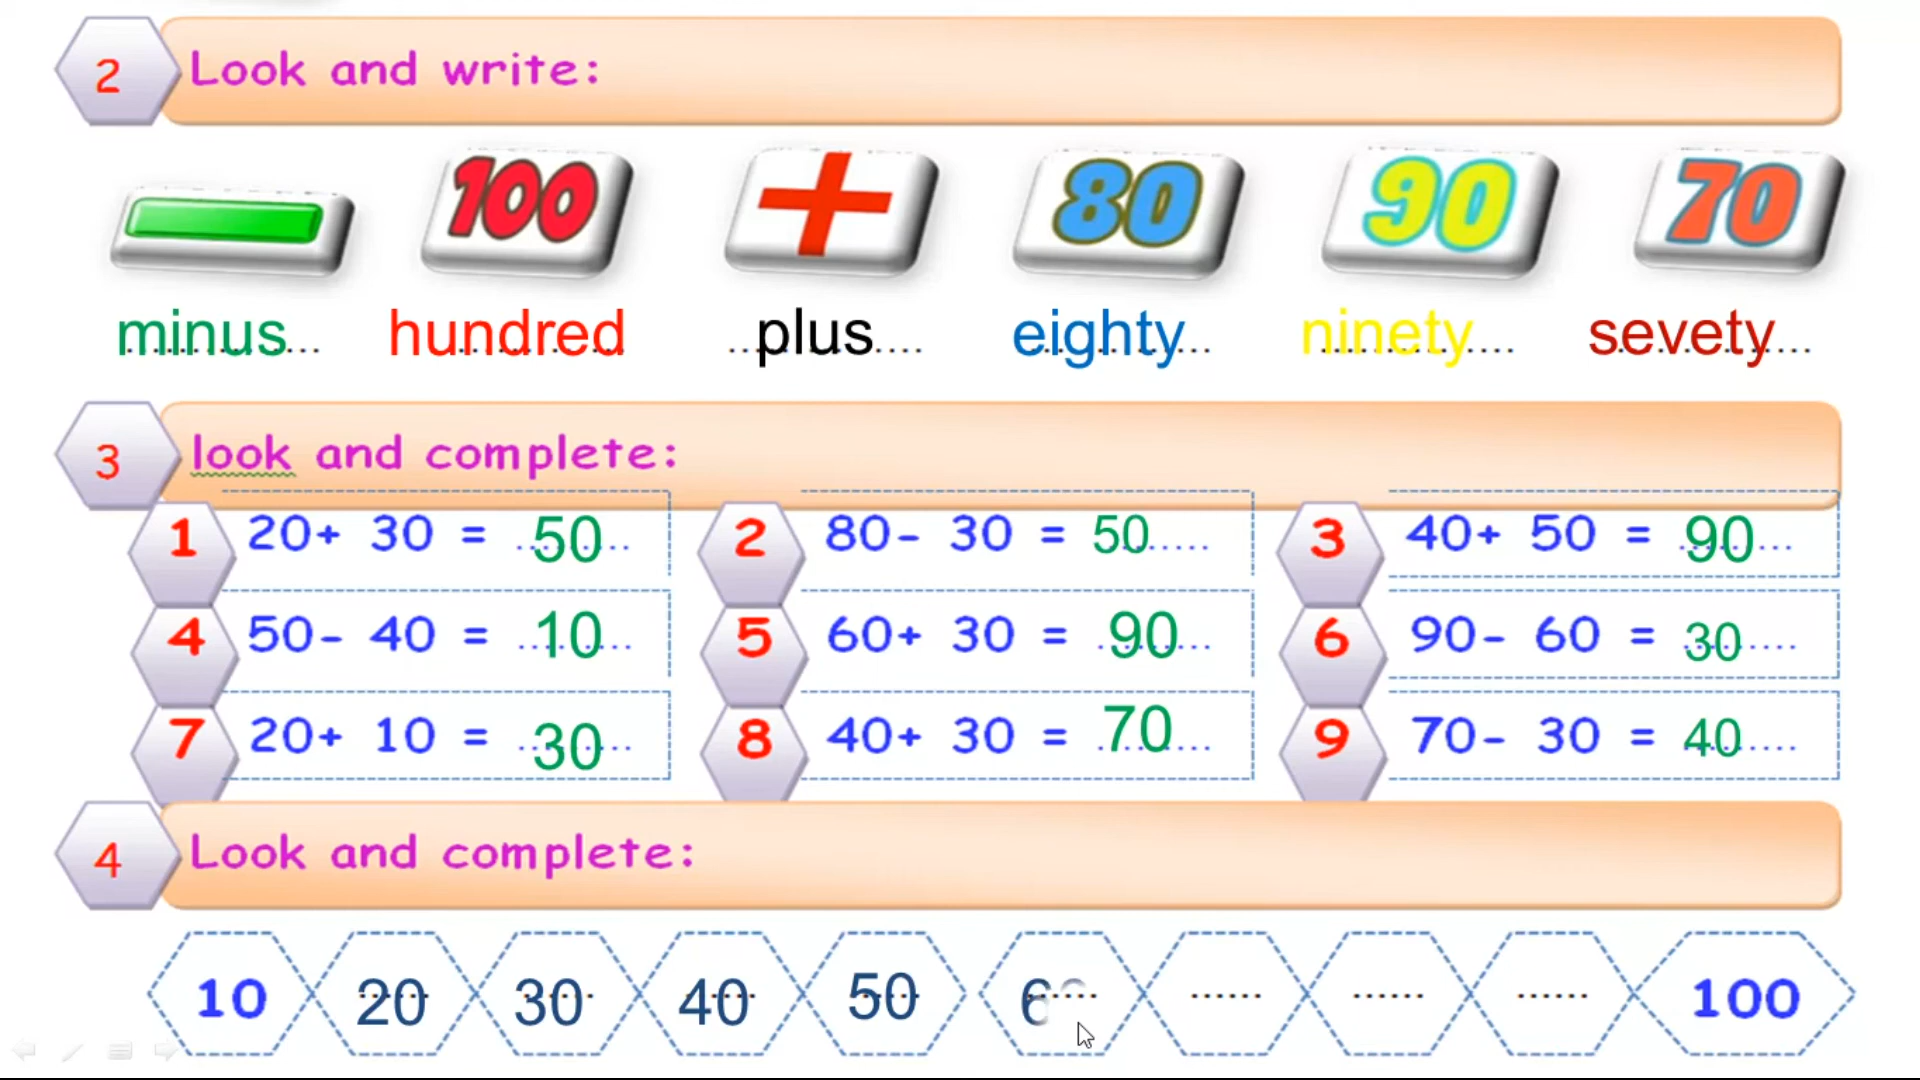 2 Look and write:
100 + 80 90 70
minus hundred plus eighty ninety sevety
3 look and complete:
1 20+ 30 = 50 2 80- 30 = 50 3 40+ 50 = 90
4 50- 40 = 10 5 60+ 30 = 90 6 90- 60 = 30
7 20+ 10 = 30 8 40+ 30 = 70 9 70- 30 = 40
4 Look and complete:
10 20 30 40 50 6 ...... ...... ...... 100